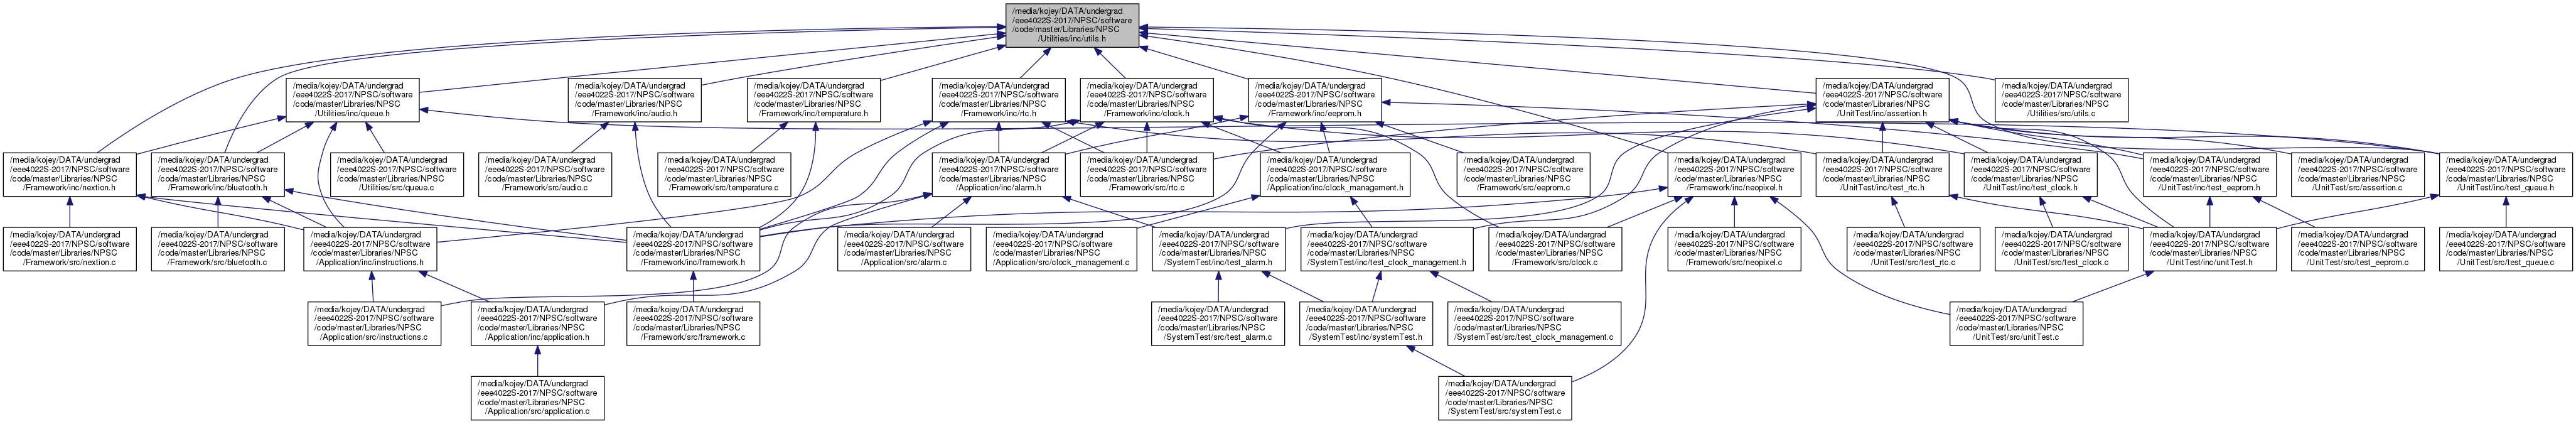 /media/kojey/DATA/undergrad
/eee4022S-2017/NPSC/software
/code/master/Libraries/NPSC
/Utilities/inc/utils.h
/media/kojey/DATA/undergrad
/eee4022S-2017/NPSC/software
/code/master/Libraries/NPSC
/Utilities/inc/queue.h
/media/kojey/DATA/undergrad
/eee4022S-2017/NPSC/software
/code/master/Libraries/NPSC
/Framework/inc/audio.h
/media/kojey/DATA/undergrad
/eee4022S-2017/NPSC/software
/code/master/Libraries/NPSC
/Framework/inc/temperature.h
/media/kojey/DATA/undergrad
/eee4022S-2017/NPSC/software
/code/master/Libraries/NPSC
/Framework/inc/rtc.h
/media/kojey/DATA/undergrad
/eee4022S-2017/NPSC/software
/code/master/Libraries/NPSC
/Framework/inc/clock.h
/media/kojey/DATA/undergrad
/eee4022S-2017/NPSC/software
/code/master/Libraries/NPSC
/Framework/inc/eeprom.h
/media/kojey/DATA/undergrad
/eee4022S-2017/NPSC/software
/code/master/Libraries/NPSC
/UnitTest/inc/assertion.h
/media/kojey/DATA/undergrad
/eee4022S-2017/NPSC/software
/code/master/Libraries/NPSC
/Utilities/src/utils.c
/media/kojey/DATA/undergrad
/eee4022S-2017/NPSC/software
/code/master/Libraries/NPSC
/Framework/inc/nextion.h
/media/kojey/DATA/undergrad
/eee4022S-2017/NPSC/software
/code/master/Libraries/NPSC
/Framework/inc/bluetooth.h
/media/kojey/DATA/undergrad
/eee4022S-2017/NPSC/software
/code/master/Libraries/NPSC
/Utilities/src/queue.c
/media/kojey/DATA/undergrad
/eee4022S-2017/NPSC/software
/code/master/Libraries/NPSC
/Framework/src/audio.c
/media/kojey/DATA/undergrad
/eee4022S-2017/NPSC/software
/code/master/Libraries/NPSC
/Framework/src/temperature.c
/media/kojey/DATA/undergrad
/eee4022S-2017/NPSC/software
/code/master/Libraries/NPSC
/Application/inc/alarm.h
/media/kojey/DATA/undergrad
/eee4022S-2017/NPSC/software
/code/master/Libraries/NPSC
/Framework/src/rtc.c
/media/kojey/DATA/undergrad
/eee4022S-2017/NPSC/software
/code/master/Libraries/NPSC
/Application/inc/clock_management.h
/media/kojey/DATA/undergrad
/eee4022S-2017/NPSC/software
/code/master/Libraries/NPSC
/Framework/src/eeprom.c
/media/kojey/DATA/undergrad
/eee4022S-2017/NPSC/software
/code/master/Libraries/NPSC
/Framework/inc/neopixel.h
/media/kojey/DATA/undergrad
/eee4022S-2017/NPSC/software
/code/master/Libraries/NPSC
/UnitTest/inc/test_rtc.h
/media/kojey/DATA/undergrad
/eee4022S-2017/NPSC/software
/code/master/Libraries/NPSC
/UnitTest/inc/test_clock.h
/media/kojey/DATA/undergrad
/eee4022S-2017/NPSC/software
/code/master/Libraries/NPSC
/UnitTest/inc/test_eeprom.h
/media/kojey/DATA/undergrad
/eee4022S-2017/NPSC/software
/code/master/Libraries/NPSC
/UnitTest/src/assertion.c
/media/kojey/DATA/undergrad
/eee4022S-2017/NPSC/software
/code/master/Libraries/NPSC
/UnitTest/inc/test_queue.h
/media/kojey/DATA/undergrad
/eee4022S-2017/NPSC/software
/code/master/Libraries/NPSC
/Framework/src/nextion.c
/media/kojey/DATA/undergrad
/eee4022S-2017/NPSC/software
/code/master/Libraries/NPSC
/Framework/src/bluetooth.c
/media/kojey/DATA/undergrad
/eee4022S-2017/NPSC/software
/code/master/Libraries/NPSC
/Application/inc/instructions.h
/media/kojey/DATA/undergrad
/eee4022S-2017/NPSC/software
/code/master/Libraries/NPSC
/Framework/inc/framework.h
/media/kojey/DATA/undergrad
/eee4022S-2017/NPSC/software
/code/master/Libraries/NPSC
/Application/src/alarm.c
/media/kojey/DATA/undergrad
/eee4022S-2017/NPSC/software
/code/master/Libraries/NPSC
/Application/src/clock_management.c
/media/kojey/DATA/undergrad
/eee4022S-2017/NPSC/software
/code/master/Libraries/NPSC
/SystemTest/inc/test_alarm.h
/media/kojey/DATA/undergrad
/eee4022S-2017/NPSC/software
/code/master/Libraries/NPSC
/SystemTest/inc/test_clock_management.h
/media/kojey/DATA/undergrad
/eee4022S-2017/NPSC/software
/code/master/Libraries/NPSC
/Framework/src/clock.c
/media/kojey/DATA/undergrad
/eee4022S-2017/NPSC/software
/code/master/Libraries/NPSC
/Framework/src/neopixel.c
/media/kojey/DATA/undergrad
/eee4022S-2017/NPSC/software
/code/master/Libraries/NPSC
/UnitTest/src/test_rtc.c
/media/kojey/DATA/undergrad
/eee4022S-2017/NPSC/software
/code/master/Libraries/NPSC
/UnitTest/src/test_clock.c
/media/kojey/DATA/undergrad
/eee4022S-2017/NPSC/software
/code/master/Libraries/NPSC
/UnitTest/inc/unitTest.h
/media/kojey/DATA/undergrad
/eee4022S-2017/NPSC/software
/code/master/Libraries/NPSC
/UnitTest/src/test_eeprom.c
/media/kojey/DATA/undergrad
/eee4022S-2017/NPSC/software
/code/master/Libraries/NPSC
/UnitTest/src/test_queue.c
/media/kojey/DATA/undergrad
/eee4022S-2017/NPSC/software
/code/master/Libraries/NPSC
/Application/src/instructions.c
/media/kojey/DATA/undergrad
/eee4022S-2017/NPSC/software
/code/master/Libraries/NPSC
/Application/inc/application.h
/media/kojey/DATA/undergrad
/eee4022S-2017/NPSC/software
/code/master/Libraries/NPSC
/Framework/src/framework.c
/media/kojey/DATA/undergrad
/eee4022S-2017/NPSC/software
/code/master/Libraries/NPSC
/SystemTest/src/test_alarm.c
/media/kojey/DATA/undergrad
/eee4022S-2017/NPSC/software
/code/master/Libraries/NPSC
/SystemTest/inc/systemTest.h
/media/kojey/DATA/undergrad
/eee4022S-2017/NPSC/software
/code/master/Libraries/NPSC
/SystemTest/src/test_clock_management.c
/media/kojey/DATA/undergrad
/eee4022S-2017/NPSC/software
/code/master/Libraries/NPSC
/UnitTest/src/unitTest.c
/media/kojey/DATA/undergrad
/eee4022S-2017/NPSC/software
/code/master/Libraries/NPSC
/Application/src/application.c
/media/kojey/DATA/undergrad
/eee4022S-2017/NPSC/software
/code/master/Libraries/NPSC
/SystemTest/src/systemTest.c